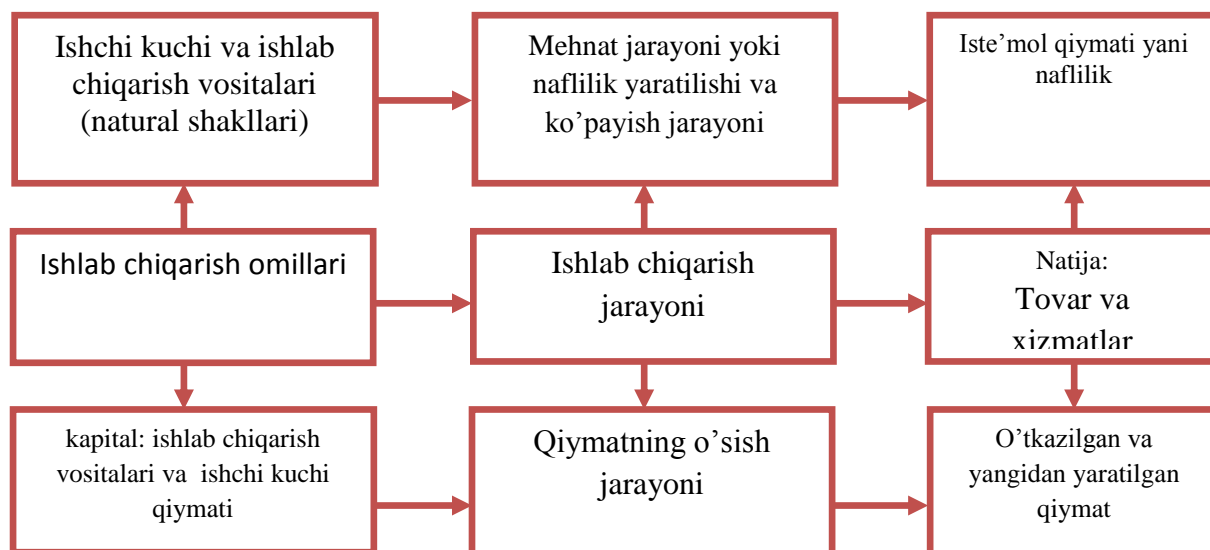 Ishchi kuchi va ishlab
chiqarish vositalari
(natural shakllari)
Mehnat jarayoni yoki
naflilik yaratilishi va
ko’payish jarayoni
Iste’mol qiymati yani
naflilik
Ishlab chiqarish omillari
Ishlab chiqarish
jarayoni
Natija:
Tovar va
xizmatlar
kapital: ishlab chiqarish
vositalari va ishchi kuchi
qiymati
Qiymatning o’sish
jarayoni
O’tkazilgan va
yangidan yaratilgan
qiymat